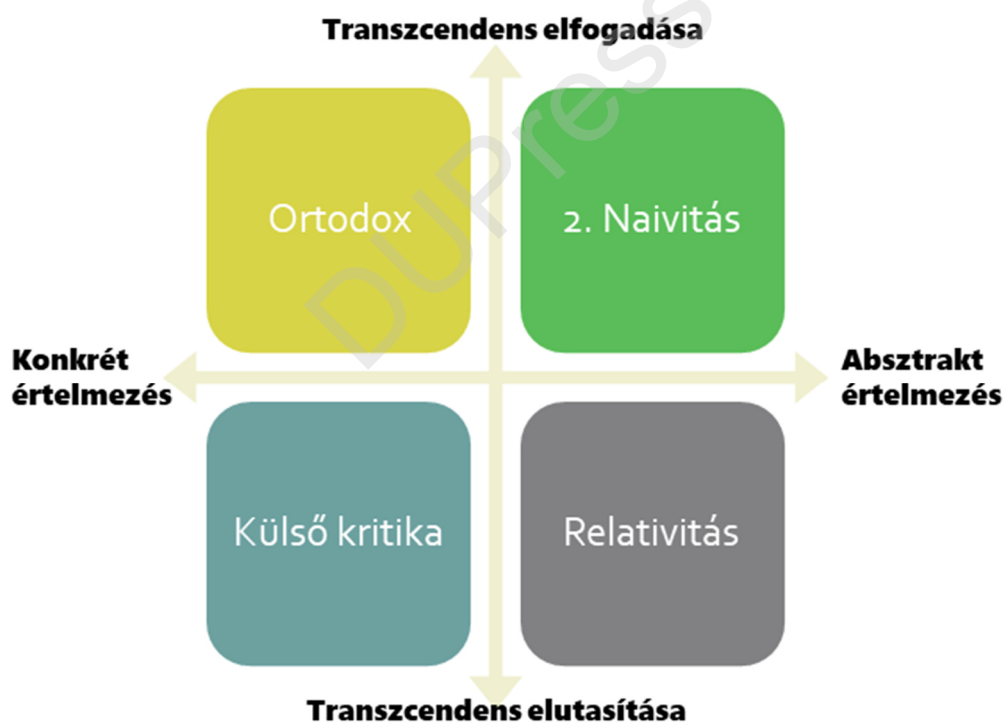 Transzcendens elfogadása
Ortodox
2. Naivitás
Konkrét
értelmezés
Absztrakt
értelmezés
Külső kritika
Relativitás
Transzcendens elutasítása
DUPress